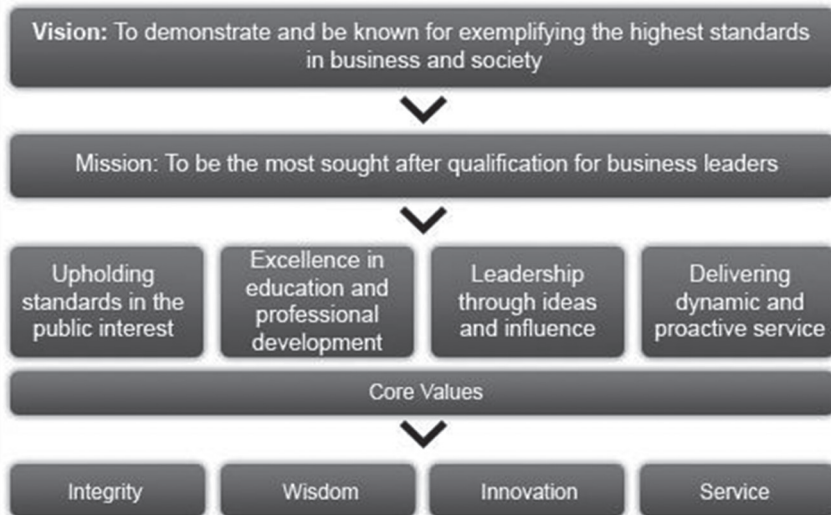 Vision: To demonstrate and be known for exemplifying the highest standards
in business and society
Mission: To be the most sought after qualification for business leaders
Upholding
standards in the
public interest
Excellence in
education and
professional
development
Leadership
through ideas
and influence
Delivering
dynamic and
proactive service
Core Values
Integrity
Wisdom
Innovation
Service